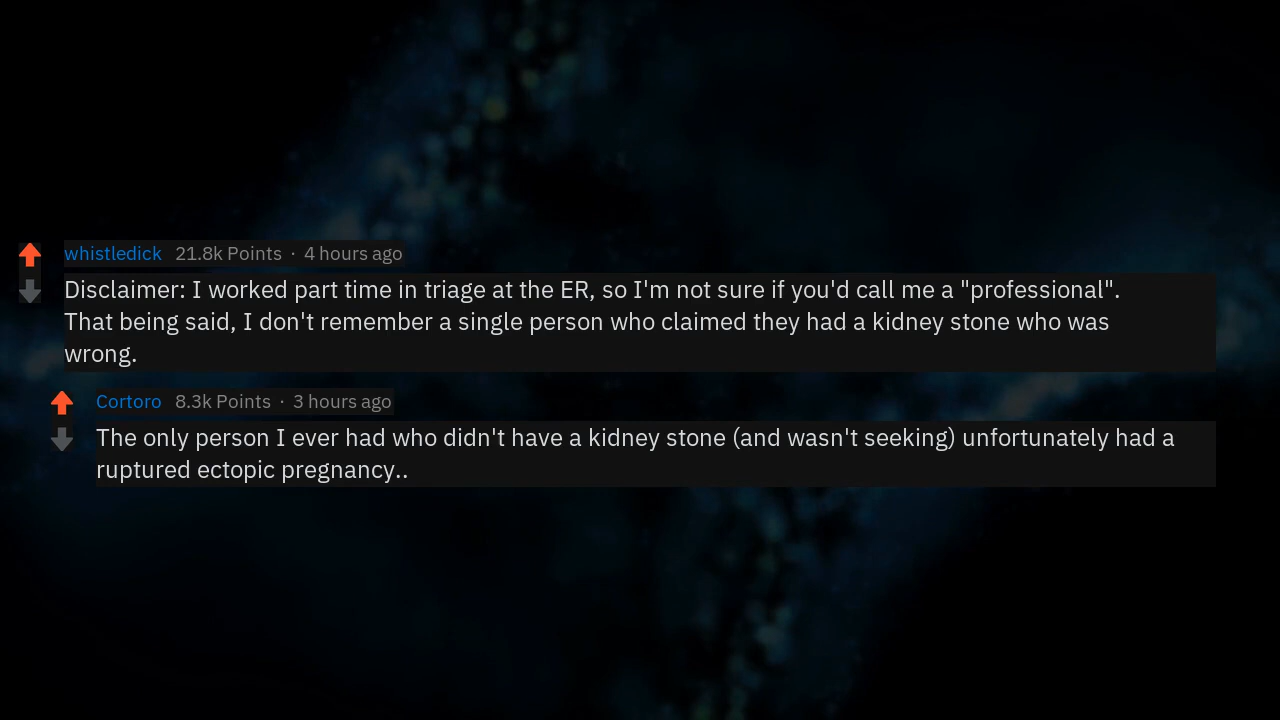 whistledick 21.8k Points · 4 hours ago
Disclaimer: I worked part time in triage at the ER, so I'm not sure if you'd call me a "professional".
That being said, I don't remember a single person who claimed they had a kidney stone who was
wrong.
Cortoro 8.3k Points · 3 hours ago
The only person I ever had who didn't have a kidney stone (and wasn't seeking) unfortunately had a
ruptured ectopic pregnancy..